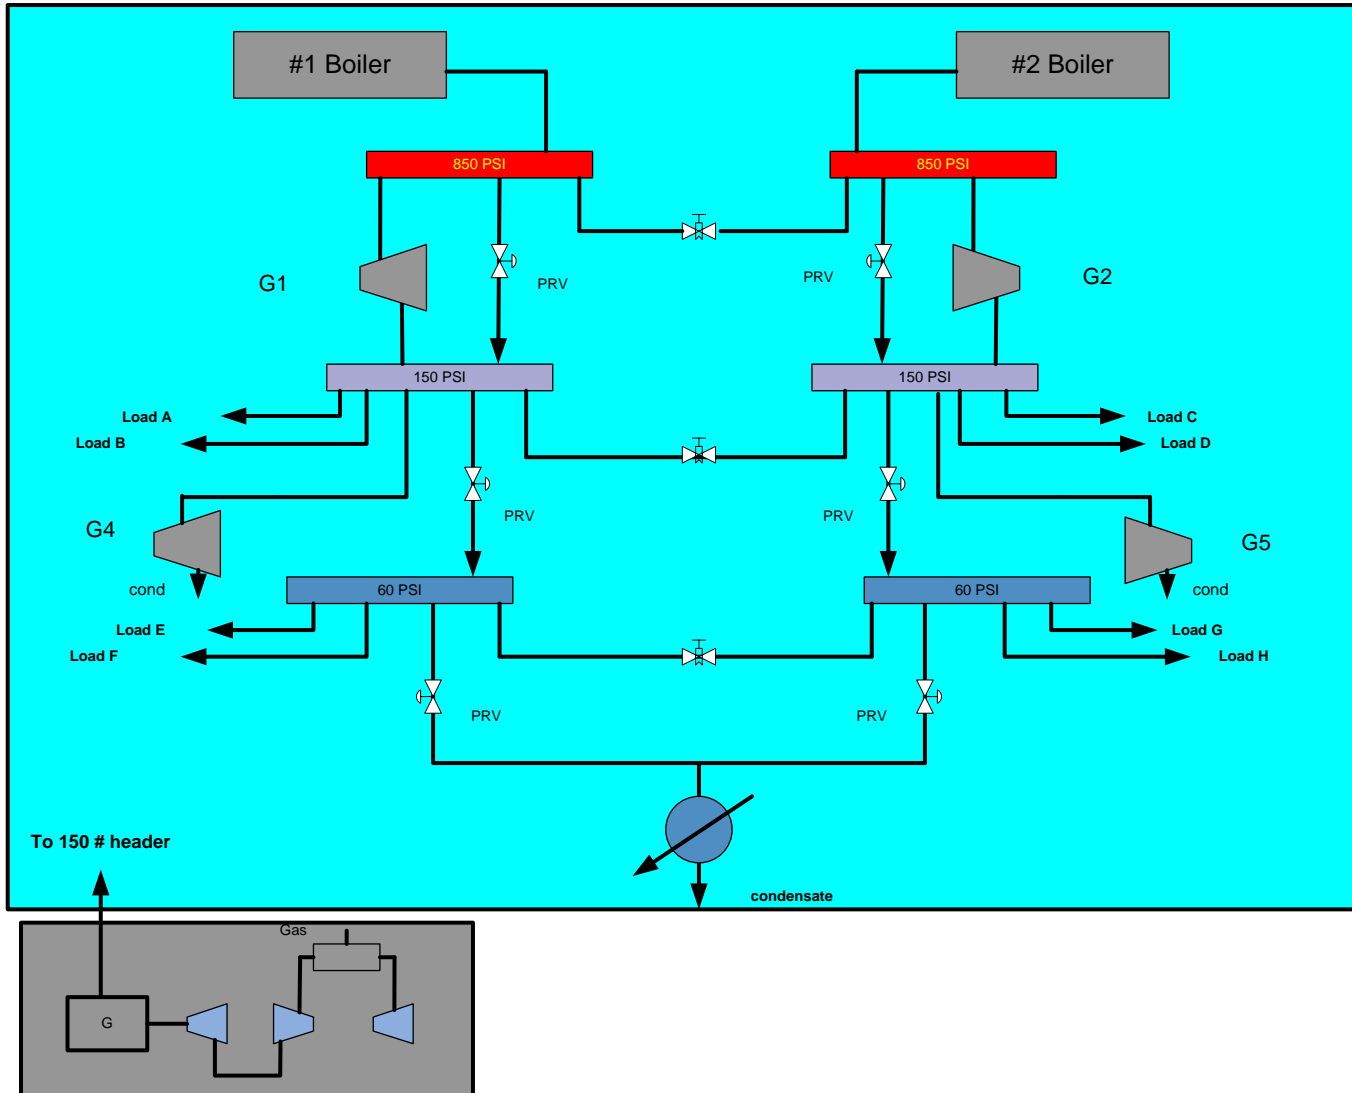 #1 Boiler
#2 Boiler
850 PSI
850 PSI
G1
PRV
PRV
G2
150 PSI
150 PSI
Load A
Load C
Load B
Load D
G4
PRV
PRV
G5
cond
60 PSI
60 PSI
cond
Load E
Load G
Load F
Load H
PRV
PRV
To 150 # header
condensate
Gas
G